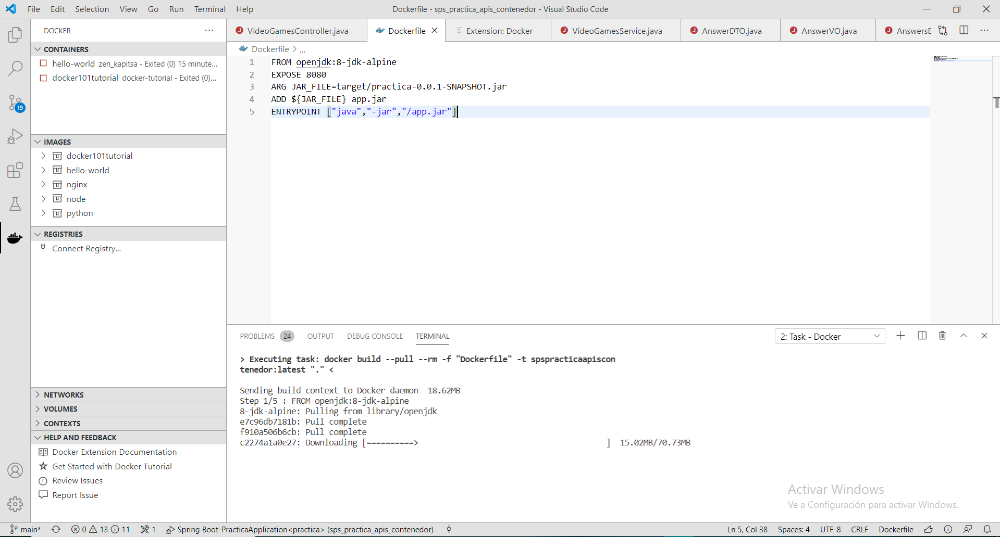 File Edit Selection View Go Run Terminal Help
Dockerfile - sps_practica_apis_contenedor - Visual Studio Code
DOCKER
CONTAINERS
hello-world zen_kapitsa - Exited (0) 15 minute...
docker101tutorial docker-tutorial - Exited (0)...
19
IMAGES
docker101tutorial
hello-world
nginx
node
python
REGISTRIES
Connect Registry...
NETWORKS
VOLUMES
CONTEXTS
HELP AND FEEDBACK
Docker Extension Documentation
Get Started with Docker Tutorial
Review Issues
Report Issue
VideoGamesController.java Dockerfile Extension: Docker VideoGamesService.java AnswerDTO.java AnswerVO.java AnswersE
Dockerfile > ...
1 FROM openjdk:8-jdk-alpine
2 EXPOSE 8080
3 ARG JAR_FILE=target/practica-0.0.1-SNAPSHOT.jar
4 ADD ${JAR_FILE} app.jar
5 ENTRYPOINT ["java","-jar","/app.jar"]
PROBLEMS 24 OUTPUT DEBUG CONSOLE TERMINAL
2: Task - Docker
> Executing task: docker build --pull --rm -f "Dockerfile" -t spspracticaapiscon
tenedor:latest "." <
Sending build context to Docker daemon 18.62MB
Step 1/5 : FROM openjdk:8-jdk-alpine
8-jdk-alpine: Pulling from library/openjdk
e7c96db7181b: Pull complete
f910a506b6cb: Pull complete
c2274a1a0e27: Downloading [==========> ] 15.02MB/70.73MB
Activar Windows
Ve a Configuración para activar Windows.
main* 0 13 11 1 Spring Boot-PracticaApplication<practica> (sps_practica_apis_contenedor)
Ln 5, Col 38 Spaces: 4 UTF-8 CRLF Dockerfile